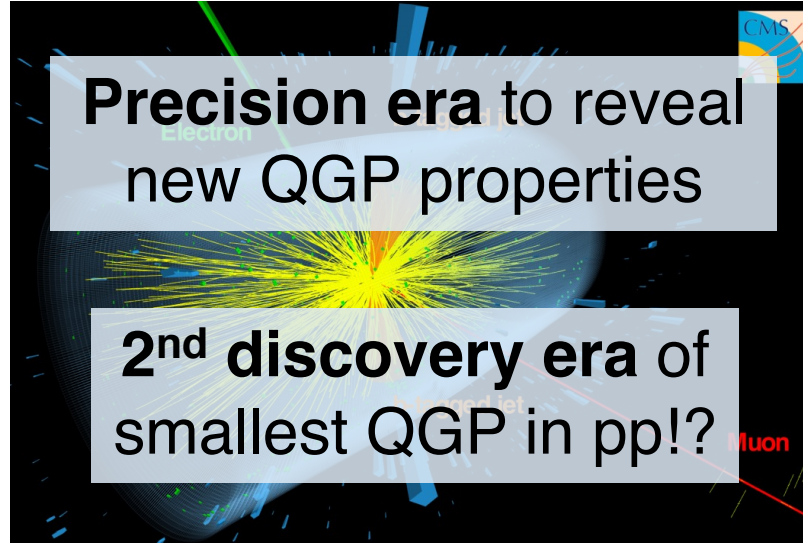 CMS
Precision era to reveal
Electron
new QGP properties
2nd discovery era of
smallest QGP in pp!?
Muon